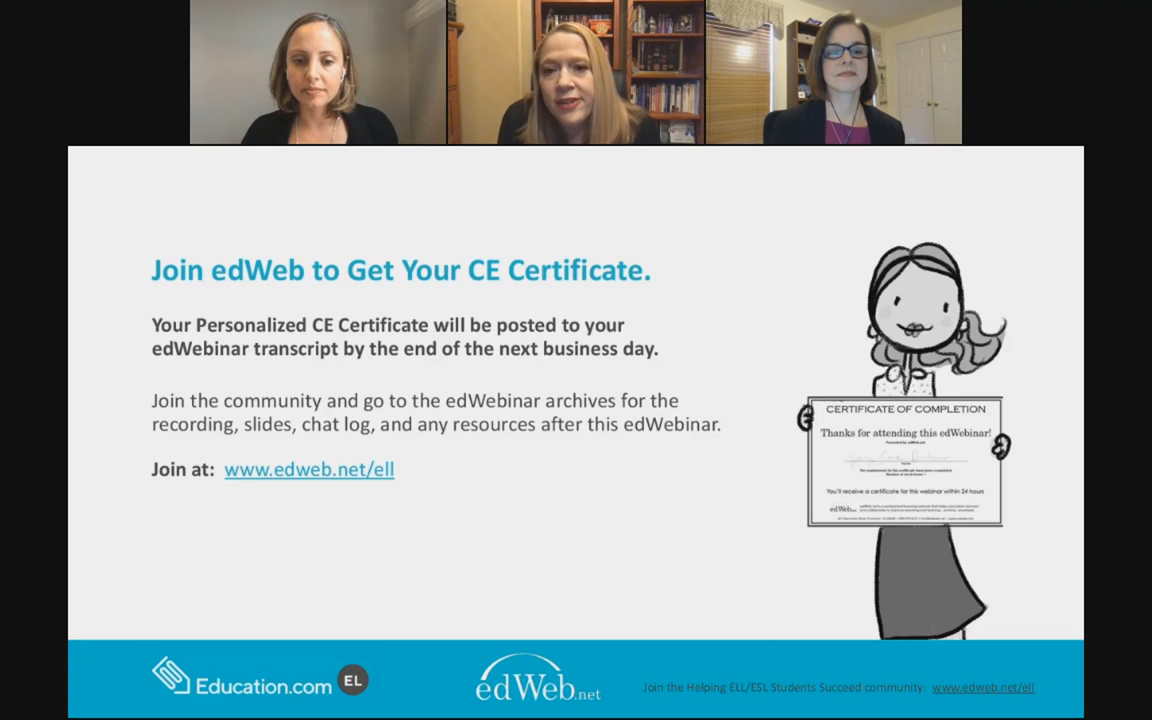 Join edWeb to Get Your CE Certificate.
Your Personalized CE Certificate will be posted to your
edWebinar transcript by the end of the next business day.
Join the community and go to the edWebinar archives for the
recording, slides, chat log, and any resources after this edWebinar.
Join at: www.edweb.net/ell
CERTIFICATE OF COMPLETION
Thanks for attending this edWebinar!
You'll receive a certificate for this webinar within 24 hours
edWeb
Education.com EL
edWeb.net
Join the Helping ELL/ESL Students Succeed community: www.edweb.net/ell